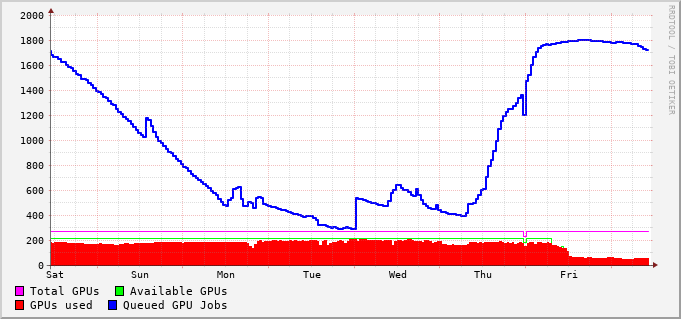 2000
1800
1600
1400
1200
1000
800
600
400
200
0
Sat Sun Mon Tue Wed Thu Fri
Total GPUs Available GPUs
GPUs used Queued GPU Jobs
RRDTOOL / TOBI OETIKER